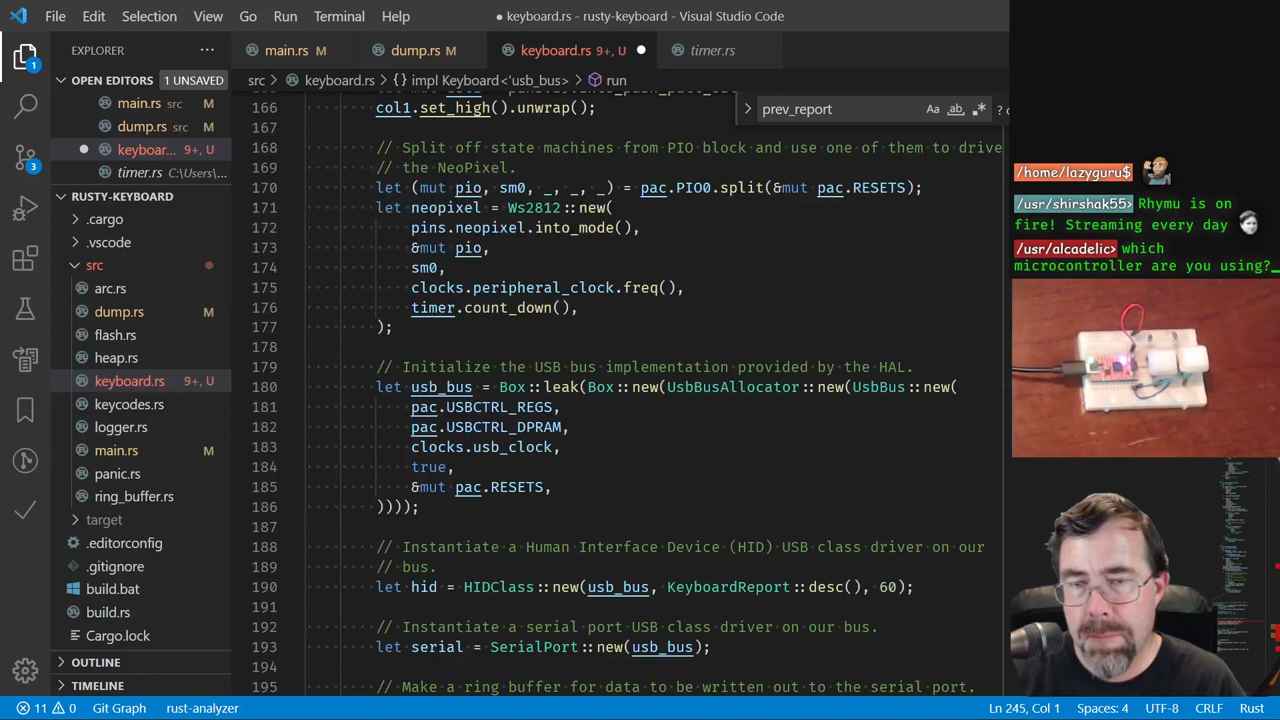 File Edit Selection View Go Run Terminal Help
● keyboard.rs - rusty-keyboard - Visual Studio Code
EXPLORER ···
main.rs M
dump.rs M
keyboard.rs 9+, U ●
timer.rs
OPEN EDITORS 1 UNSAVED
src > keyboard.rs > {} impl Keyboard<'usb_bus> > run
main.rs src
dump.rs src
keyboar... 9+, U
timer.rs C:\Users\...
RUSTY-KEYBOARD
.cargo
.vscode
src
arc.rs
dump.rs M
flash.rs
heap.rs
keyboard.rs 9+, U
keycodes.rs
logger.rs
main.rs M
panic.rs
ring_buffer.rs
target
.editorconfig
.gitignore
build.bat
build.rs
Cargo.lock
OUTLINE
TIMELINE
1
3
prev_report Aa ab .* ?
166 col1.set_high().unwrap();
167
168 // Split off state machines from PIO block and use one of them to drive
169 // the NeoPixel.
170 let (mut pio, sm0, _, _, _) = pac.PIO0.split(&mut pac.RESETS);
171 let neopixel = Ws2812::new(
172 pins.neopixel.into_mode(),
173 &mut pio,
174 sm0,
175 clocks.peripheral_clock.freq(),
176 timer.count_down(),
177 );
178
179 // Initialize the USB bus implementation provided by the HAL.
180 let usb_bus = Box::leak(Box::new(UsbBusAllocator::new(UsbBus::new(
181 pac.USBCTRL_REGS,
182 pac.USBCTRL_DPRAM,
183 clocks.usb_clock,
184 true,
185 &mut pac.RESETS,
186 ))));
187
188 // Instantiate a Human Interface Device (HID) USB class driver on our
189 // bus.
190 let hid = HIDClass::new(usb_bus, KeyboardReport::desc(), 60);
191
192 // Instantiate a serial port USB class driver on our bus.
193 let serial = SerialPort::new(usb_bus);
194
195 // Make a ring buffer for data to be written out to the serial port.
/home/lazyguru$
/usr/shirshak55> Rhymu is on
fire! Streaming every day
/usr/alcadelic> which
microcontroller are you using?_
11 0 Git Graph rust-analyzer
Ln 245, Col 1 Spaces: 4 UTF-8 CRLF Rust